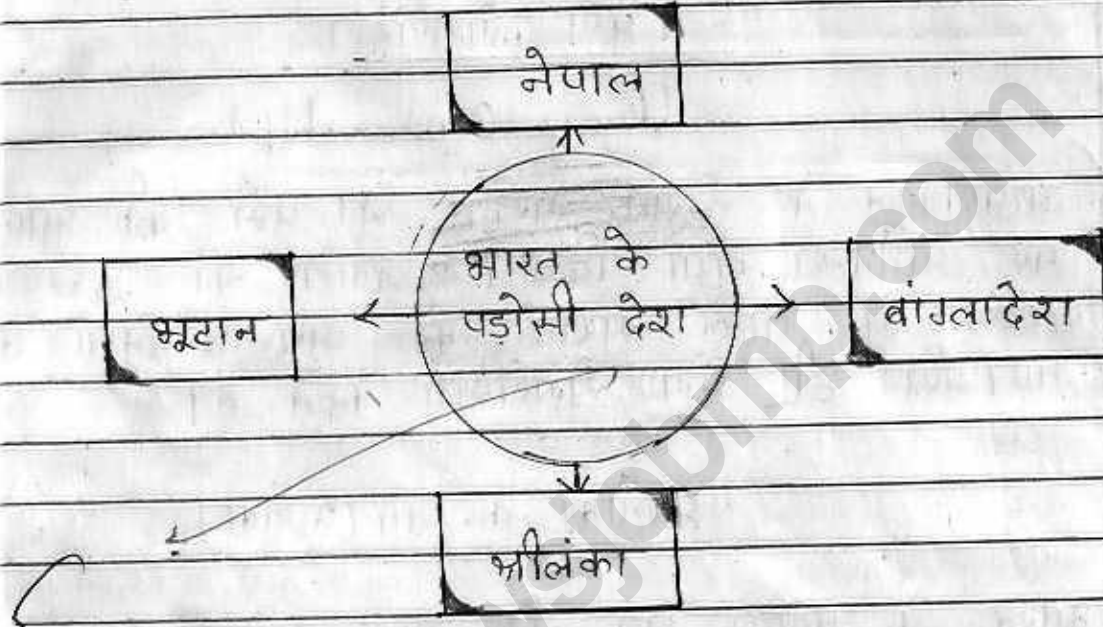 नेपाल
भारत के
पड़ोसी देश
भूटान
बांग्लादेश
श्रीलंका